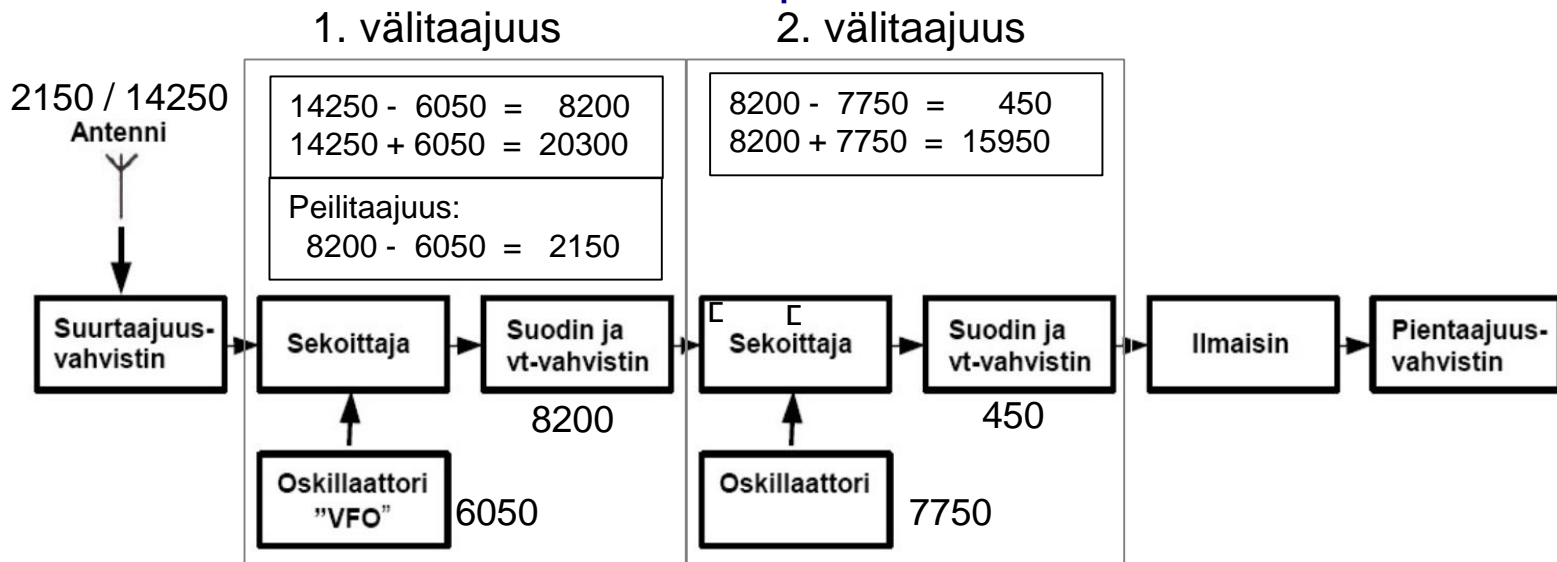 1. välitaajuus
2. välitaajuus
2150 / 14250
Antenni
14250 - 6050 = 8200
14250 + 6050 = 20300
Peilitaajuus:
8200 - 6050 = 2150
8200 - 7750 = 450
8200 + 7750 = 15950
Suurtaajuus-
vahvistin
Sekoittaja
Suodin ja
vt-vahvistin
Sekoittaja
Suodin ja
vt-vahvistin
Ilmaisin
Pientaajuus-
vahvistin
8200
450
Oskillaattori
”VFO”
6050
Oskillaattori
7750